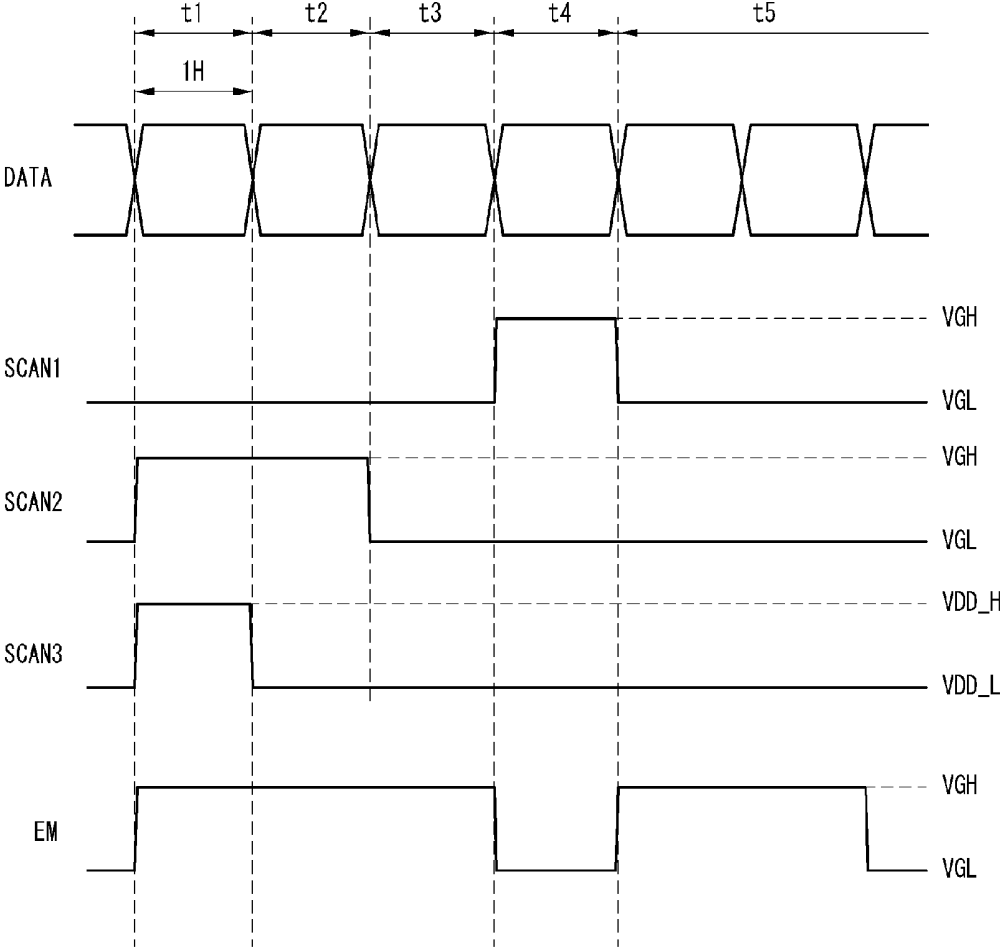 t1 t2 t3 t4 t5
1H
DATA
VGH
SCAN1
VGL
VGH
SCAN2
VGL
VDD_H
SCAN3
VDD_L
VGH
EM
VGL